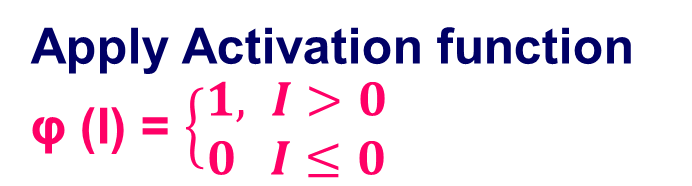 Apply Activation function
φ (I) = {1, I > 0
0 I ≤ 0